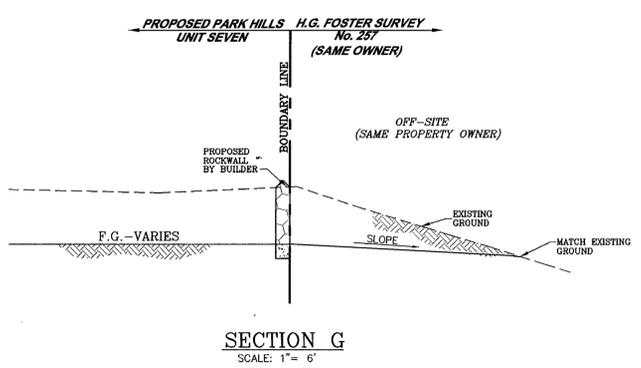 PROPOSED PARK HILLS
UNIT SEVEN
H.G. FOSTER SURVEY
No. 257
(SAME OWNER)
BOUNDARY LINE
OFF-SITE
(SAME PROPERTY OWNER)
PROPOSED
ROCKWALL
BY BUILDER
EXISTING
GROUND
F.G.-VARIES
SLOPE
MATCH EXISTING
GROUND
SECTION G
SCALE: 1"= 6'